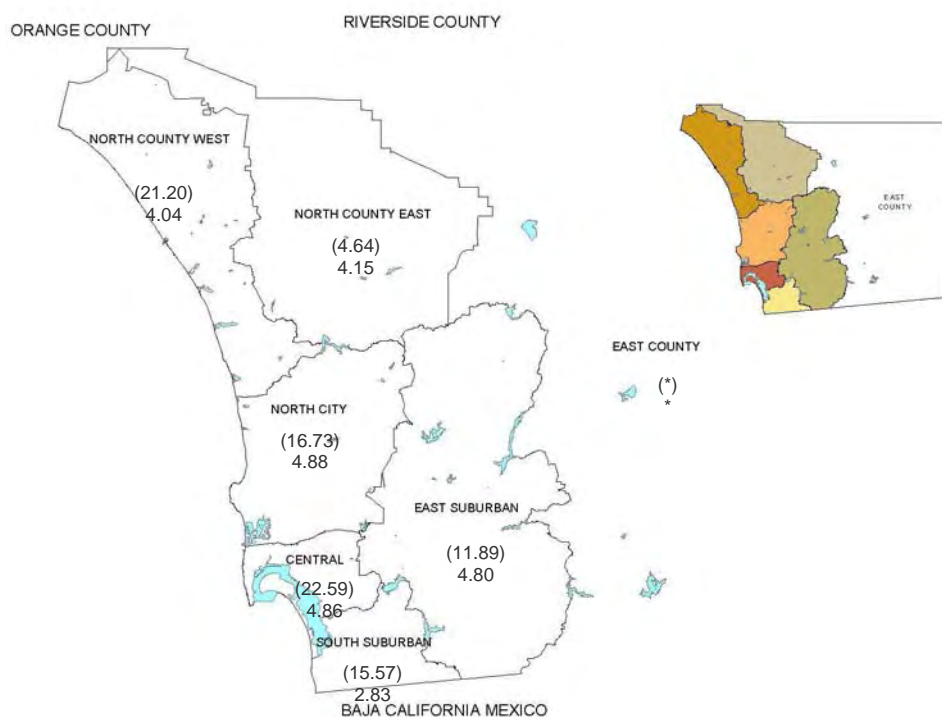 RIVERSIDE COUNTY
ORANGE COUNTY
NORTH COUNTY WEST
(21.20)
4.04
NORTH COUNTY EAST
(4.64)
4.15
EAST
COUNTY
EAST COUNTY
(*)
*
NORTH CITY
(16.73)
4.88
EAST SUBURBAN
(11.89)
4.80
CENTRAL
(22.59)
4.86
SOUTH SUBURBAN
(15.57)
2.83
BAJA CALIFORNIA MEXICO